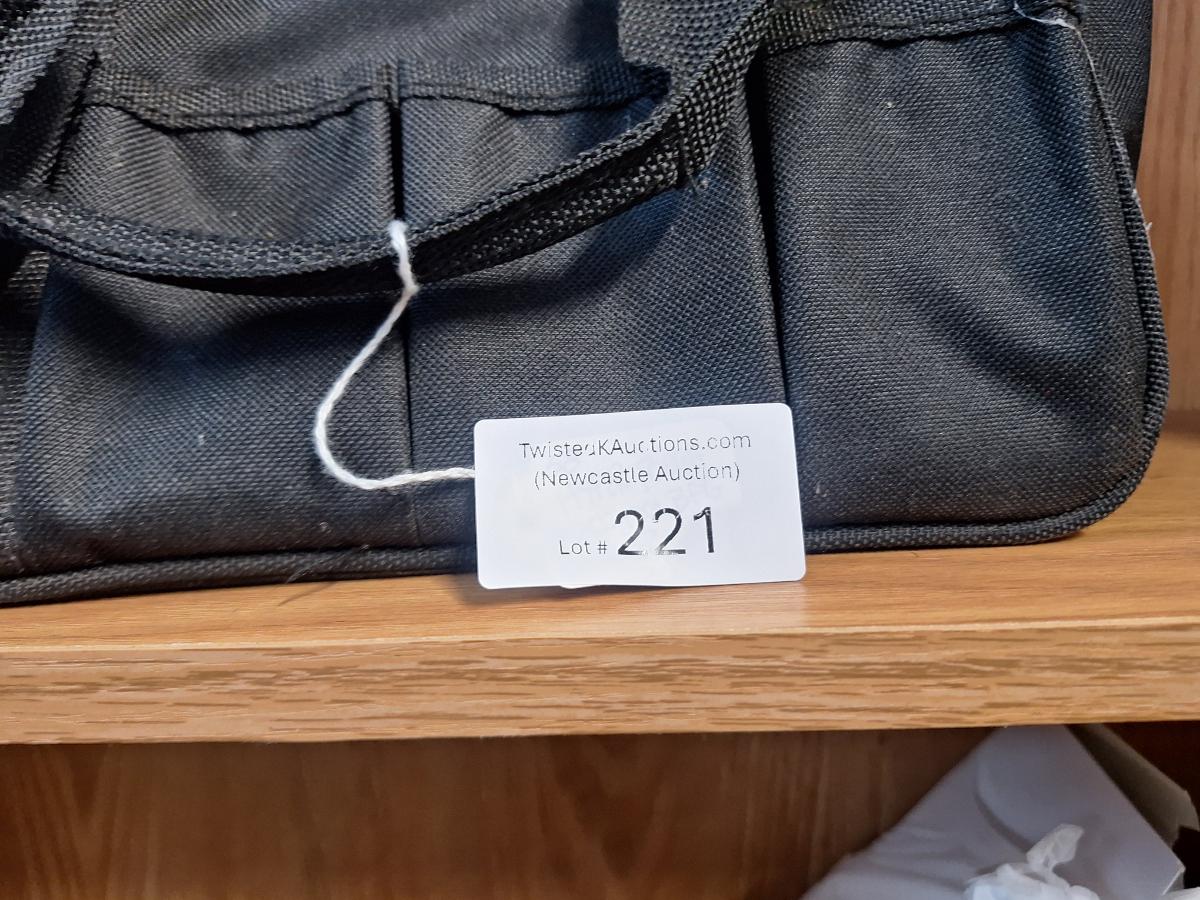 TwistedKAuctions.com
(Newcastle Auction)
Lot # 221